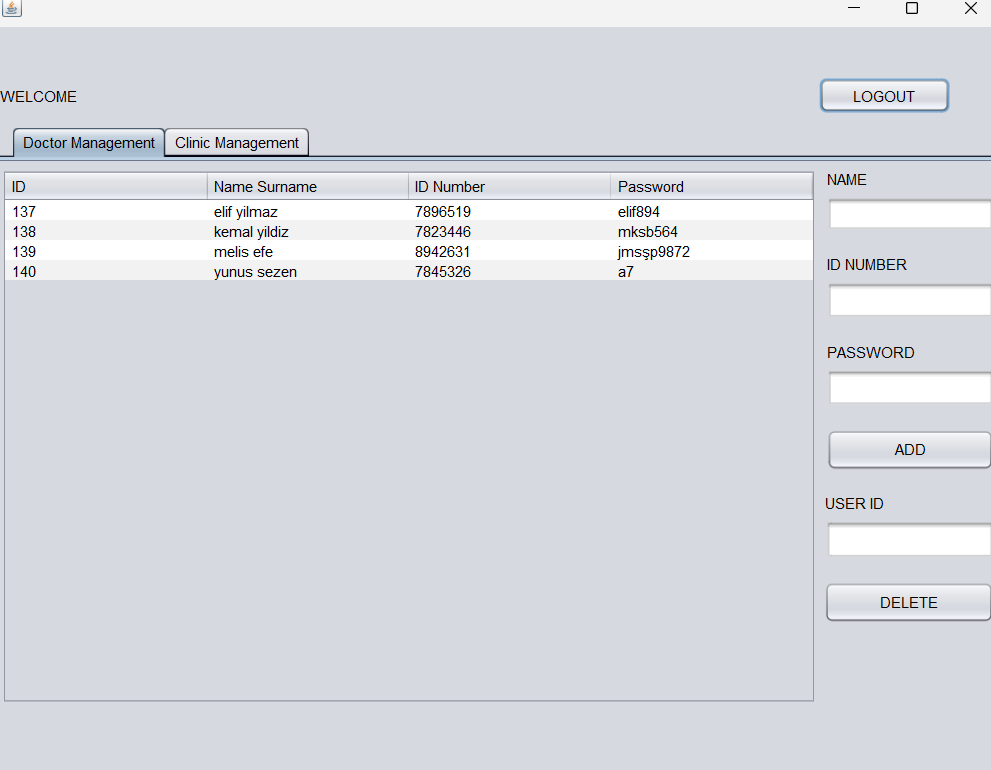 WELCOME
LOGOUT
Doctor Management Clinic Management
ID Name Surname ID Number Password
137 elif yilmaz 7896519 elif894
138 kemal yildiz 7823446 mksb564
139 melis efe 8942631 jmsşp9872
140 yunus sezen 7845326 a7
NAME
ID NUMBER
PASSWORD
ADD
USER ID
DELETE